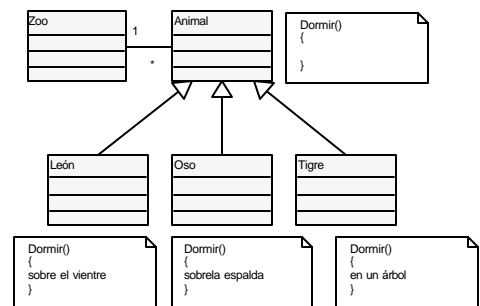 Zoo
1
*
Animal
Dormir()
{
}
León
Oso
Tigre
Dormir()
{
sobre el vientre
}
Dormir()
{
sobrela espalda
}
Dormir()
{
en un árbol
}